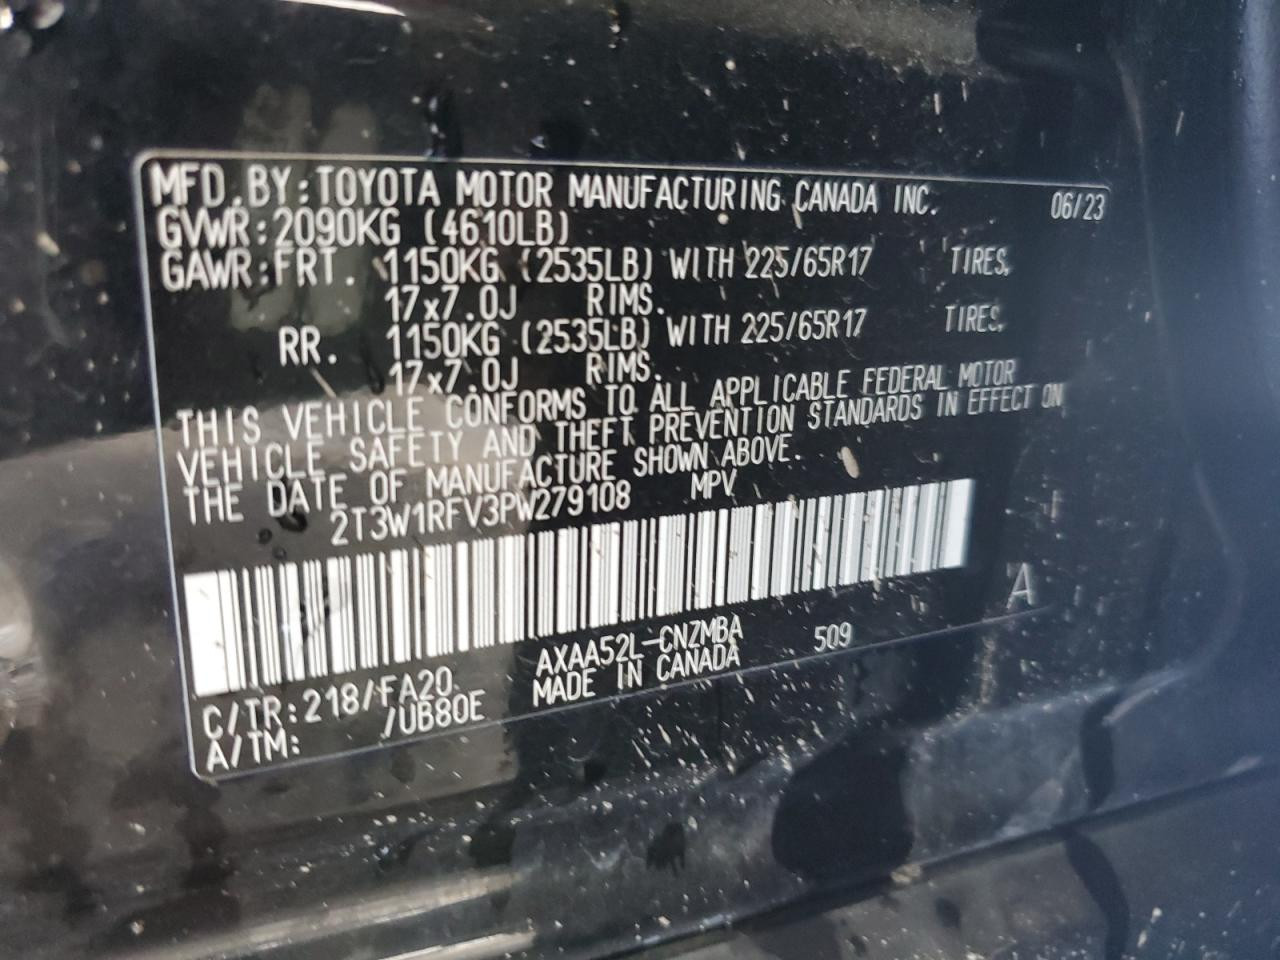 MFD.BY:TOYOTA MOTOR MANUFACTURING CANADA INC. 06/23
GVWR:2090KG (4610LB)
GAWR:FRT. 1150KG (2535LB) WITH 225/65R17 TIRES,
17x7.0J RIMS.
RR. 1150KG (2535LB) WITH 225/65R17 TIRES,
17x7.0J RIMS.
THIS VEHICLE CONFORMS TO ALL APPLICABLE FEDERAL MOTOR
VEHICLE SAFETY AND THEFT PREVENTION STANDARDS IN EFFECT ON
THE DATE OF MANUFACTURE SHOWN ABOVE.
2T3W1RFV3PW279108 MPV
A
C/TR:218/FA20 AXAA52L-CNZMBA 509
A/TM: /UB80E MADE IN CANADA